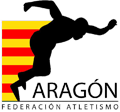 ARAGÓN
FEDERACIÓN ATLETISMO